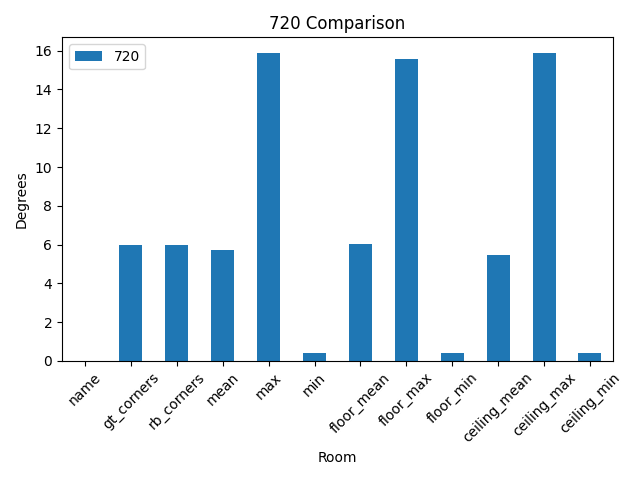 720 Comparison
720
Degrees
16
14
12
10
8
6
4
2
0
name
gt_corners
rb_corners
mean
max
min
floor_mean
floor_max
floor_min
ceiling_mean
ceiling_max
ceiling_min
Room